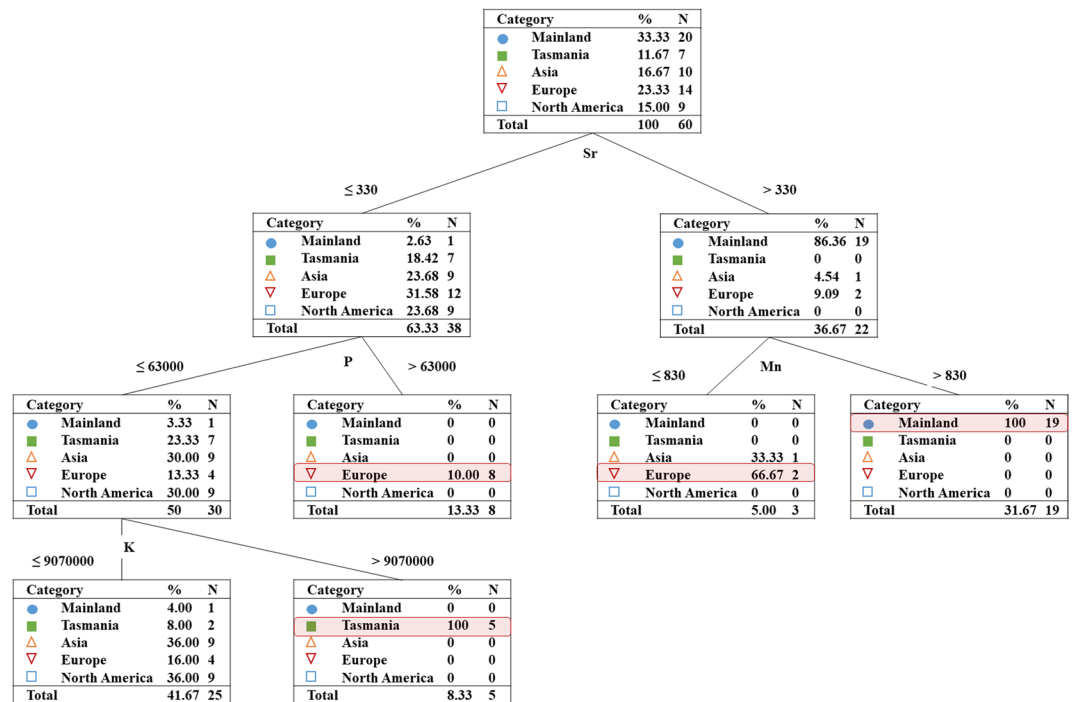 Category % N
Mainland 33.33 20
Tasmania 11.67 7
Asia 16.67 10
Europe 23.33 14
North America 15.00 9
Total 100 60
Sr
≤ 330
> 330
Category % N
Mainland 2.63 1
Tasmania 18.42 7
Asia 23.68 9
Europe 31.58 12
North America 23.68 9
Total 63.33 38
Category % N
Mainland 86.36 19
Tasmania 0 0
Asia 4.54 1
Europe 9.09 2
North America 0 0
Total 36.67 22
P
≤ 63000
> 63000
Mn
≤ 830
> 830
Category % N
Mainland 3.33 1
Tasmania 23.33 7
Asia 30.00 9
Europe 13.33 4
North America 30.00 9
Total 50 30
Category % N
Mainland 0 0
Tasmania 0 0
Asia 0 0
Europe 10.00 8
North America 0 0
Total 13.33 8
Category % N
Mainland 0 0
Tasmania 0 0
Asia 33.33 1
Europe 66.67 2
North America 0 0
Total 5.00 3
Category % N
Mainland 100 19
Tasmania 0 0
Asia 0 0
Europe 0 0
North America 0 0
Total 31.67 19
K
≤ 9070000
> 9070000
Category % N
Mainland 4.00 1
Tasmania 8.00 2
Asia 36.00 9
Europe 16.00 4
North America 36.00 9
Total 41.67 25
Category % N
Mainland 0 0
Tasmania 100 5
Asia 0 0
Europe 0 0
North America 0 0
Total 8.33 5